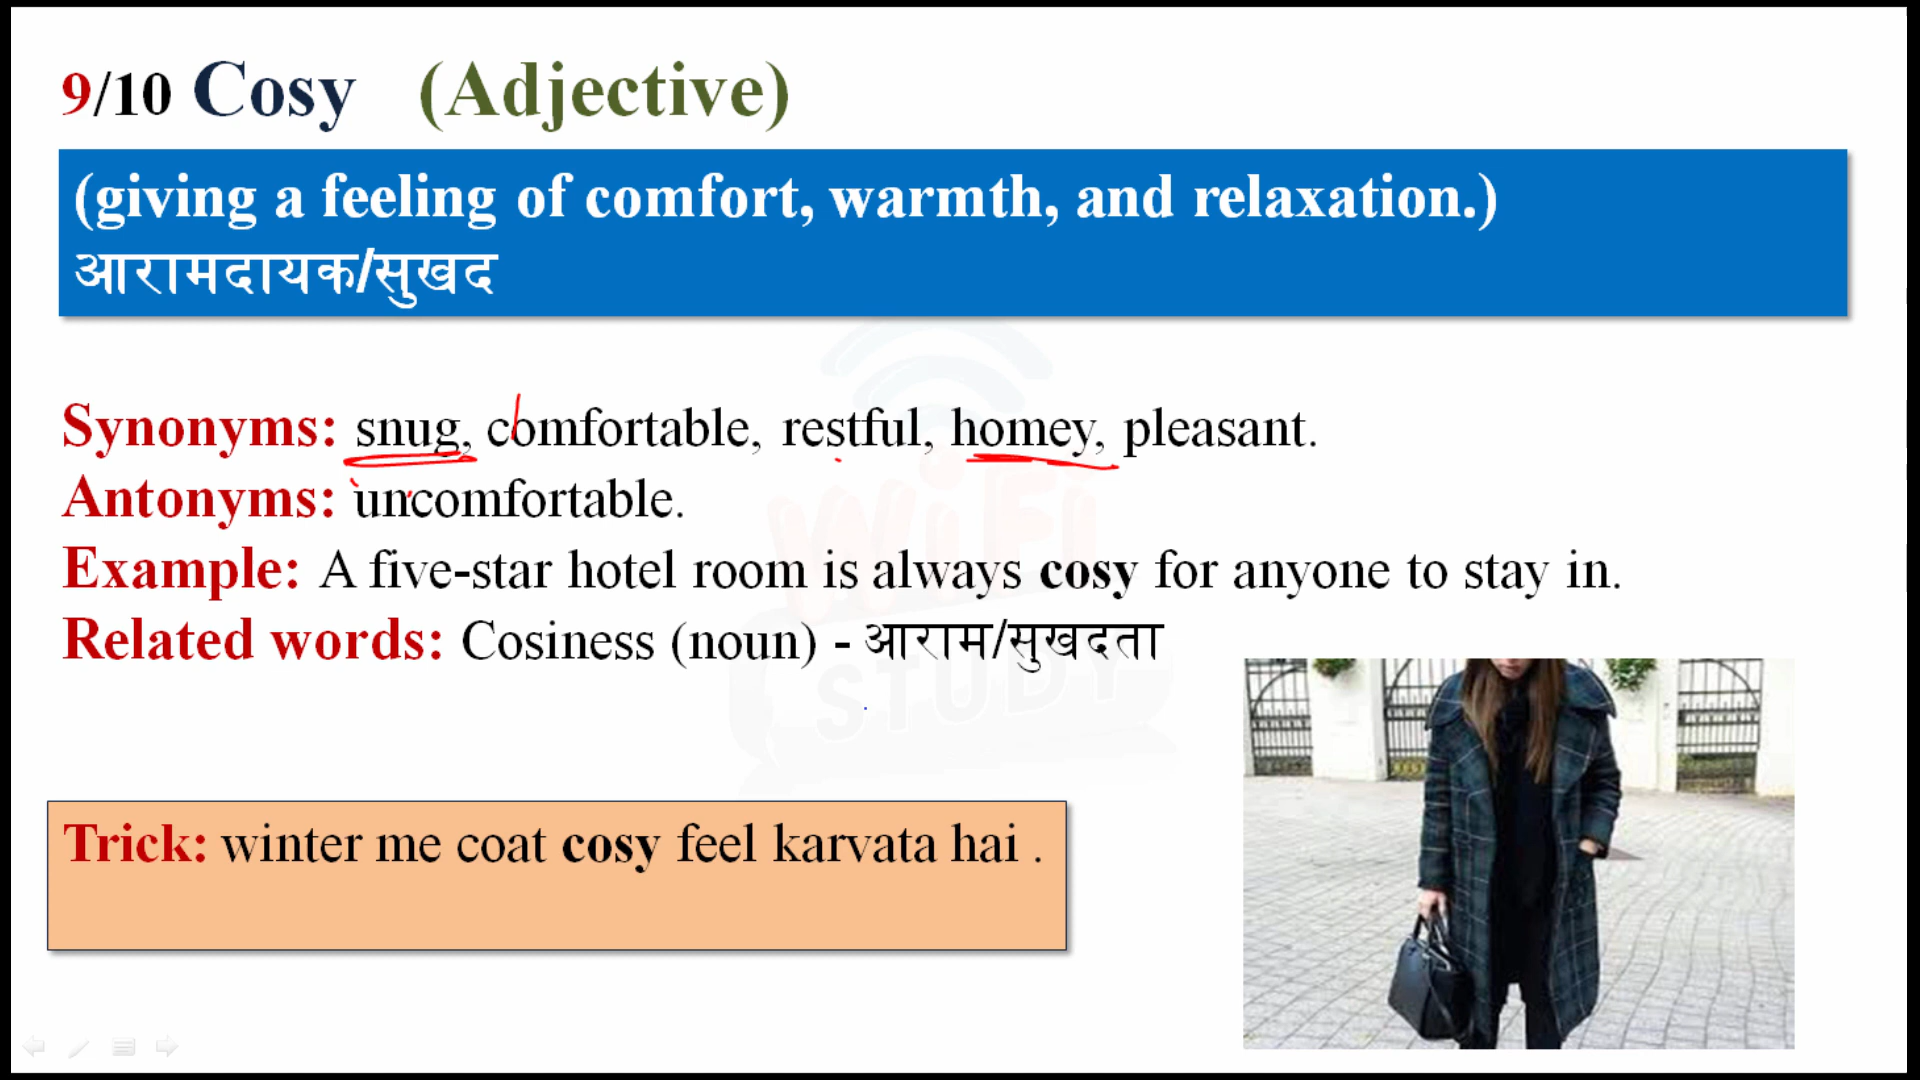 9/10 Cosy (Adjective)
(giving a feeling of comfort, warmth, and relaxation.)
आरामदायक/सुखद
Synonyms: snug, comfortable, restful, homey, pleasant.
Antonyms: uncomfortable.
Example: A five-star hotel room is always cosy for anyone to stay in.
Related words: Cosiness (noun) - आराम/सुखदता
WiFi
STUDY
Trick: winter me coat cosy feel karvata hai .